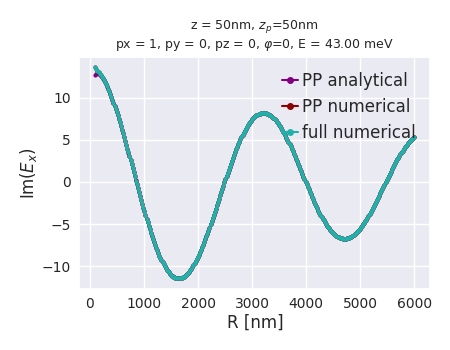 z = 50nm, z_p=50nm
px = 1, py = 0, pz = 0, φ=0, E = 43.00 meV
PP analytical
PP numerical
full numerical
Im(E_x)
10
5
0
−5
−10
0 1000 2000 3000 4000 5000 6000
R [nm]